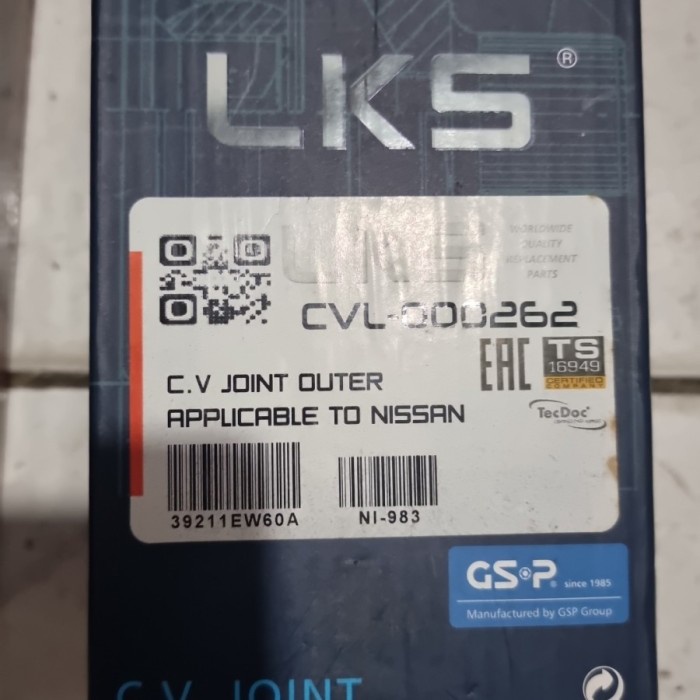 LKS®
LKS
WORLDWIDE
QUALITY
REPLACEMENT
PARTS
CVL-000262
EAC
TS
16949
CERTIFIED
COMPANY
C.V JOINT OUTER
APPLICABLE TO NISSAN
TecDoc
39211EW60A
NI-983
GSP® since 1985
Manufactured by GSP Group
C.V. JOINT